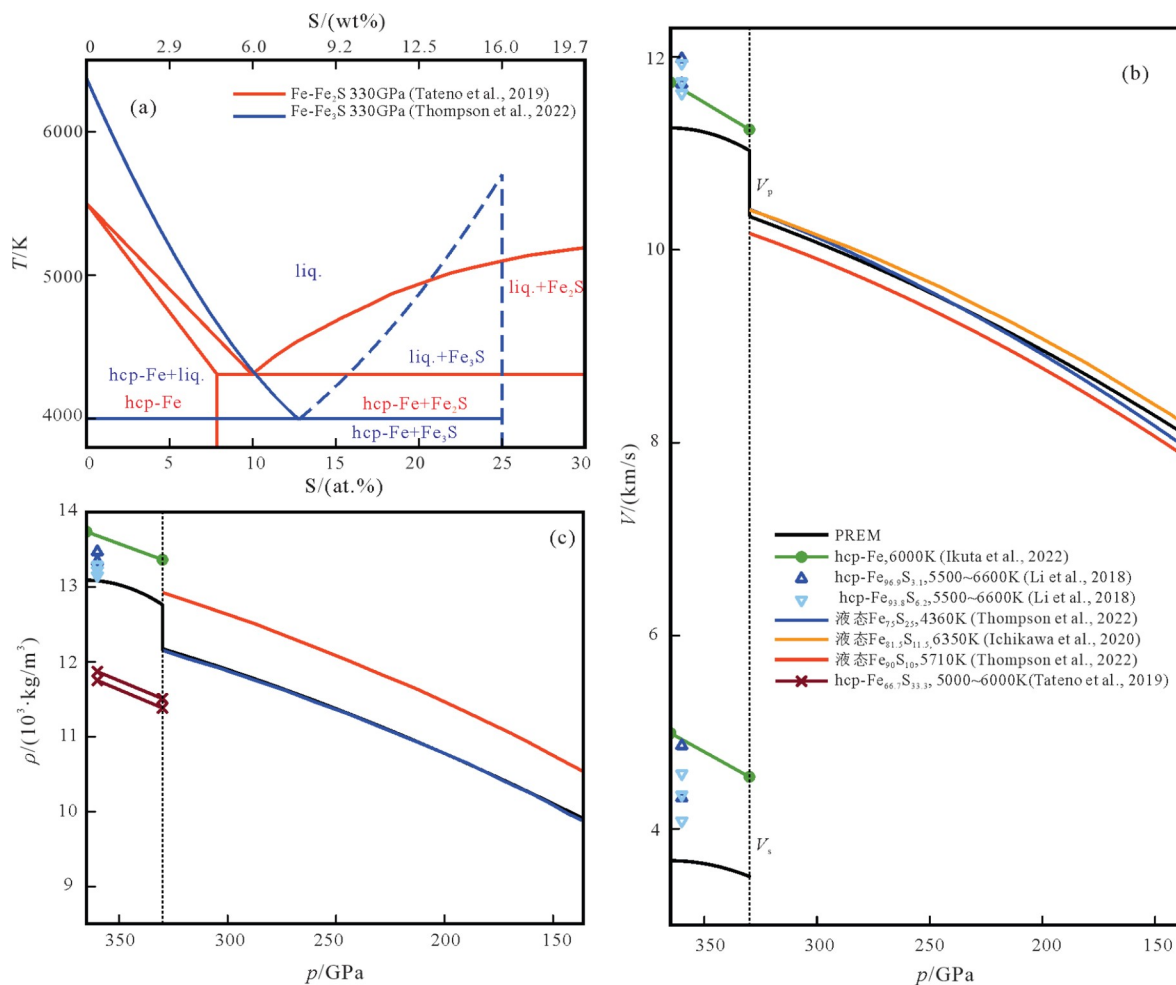 S/(wt%)
0 2.9 6.0 9.2 12.5 16.0 19.7
(a)
Fe-Fe₂S 330GPa (Tateno et al., 2019)
Fe-Fe₃S 330GPa (Thompson et al., 2022)
6000
5000
4000
T/K
liq.
liq.+Fe₂S
liq.+Fe₃S
hcp-Fe+liq.
hcp-Fe
hcp-Fe+Fe₂S
hcp-Fe+Fe₃S
0 5 10 15 20 25 30
S/(at.%)
(b)
12
10
8
6
4
V/(km/s)
Vₚ
Vₛ
PREM
hcp-Fe,6000K (Ikuta et al., 2022)
hcp-Fe₉₆.₉S₃.₁,5500~6600K (Li et al., 2018)
hcp-Fe₉₃.₈S₆.₂,5500~6600K (Li et al., 2018)
液态Fe₇₅S₂₅,4360K (Thompson et al., 2022)
液态Fe₈₁.₅S₁₁.₅,6350K (Ichikawa et al., 2020)
液态Fe₉₀S₁₀,5710K (Thompson et al., 2022)
hcp-Fe₆₆.₇S₃₃.₃, 5000~6000K(Tateno et al., 2019)
350 300 250 200 150
p/GPa
(c)
14
13
12
11
10
9
ρ/(10³·kg/m³)
350 300 250 200 150
p/GPa